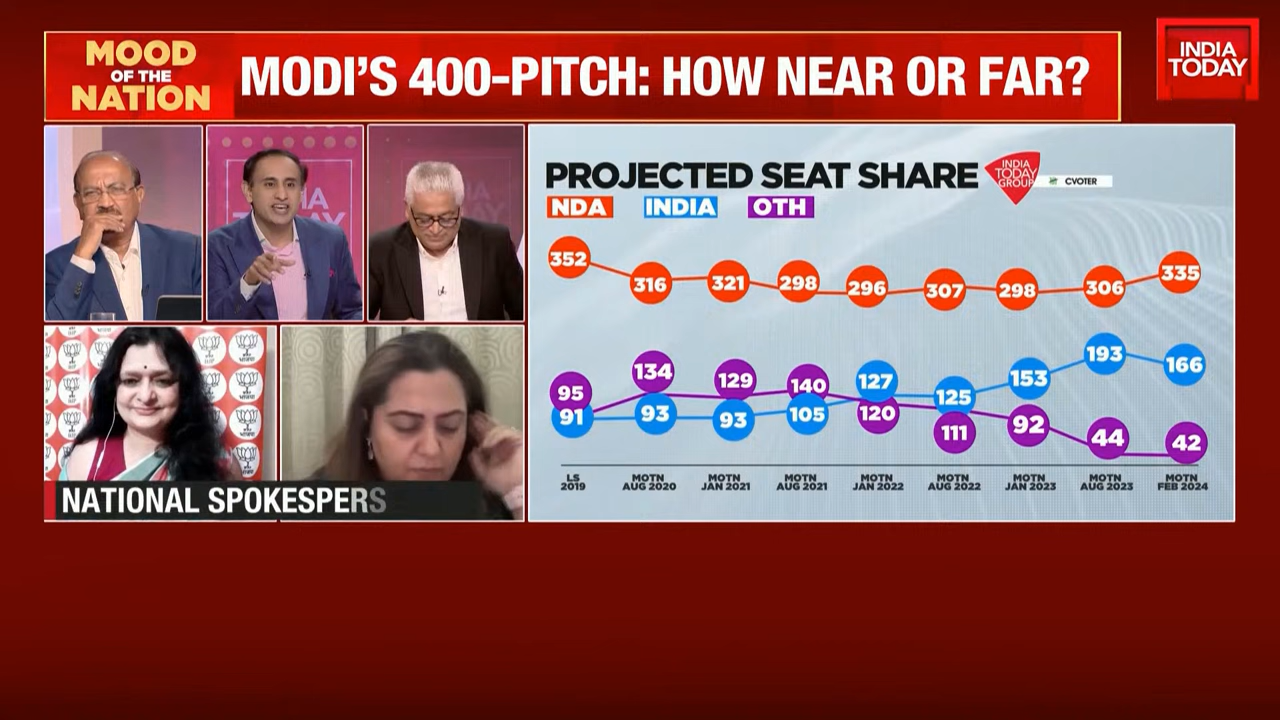 MOOD
OF THE
NATION
MODI'S 400-PITCH: HOW NEAR OR FAR?
INDIA
TODAY
PROJECTED SEAT SHARE
INDIA
TODAY
GROUP
CVOTER
NDA INDIA OTH
352 316 321 298 296 307 298 306 335
95 134 129 140 127 125 153 193 166
91 93 93 105 120 111 92 44 42
LS
2019
MOTN
AUG 2020
MOTN
JAN 2021
MOTN
AUG 2021
MOTN
JAN 2022
MOTN
AUG 2022
MOTN
JAN 2023
MOTN
AUG 2023
MOTN
FEB 2024
NATIONAL SPOKESPERS